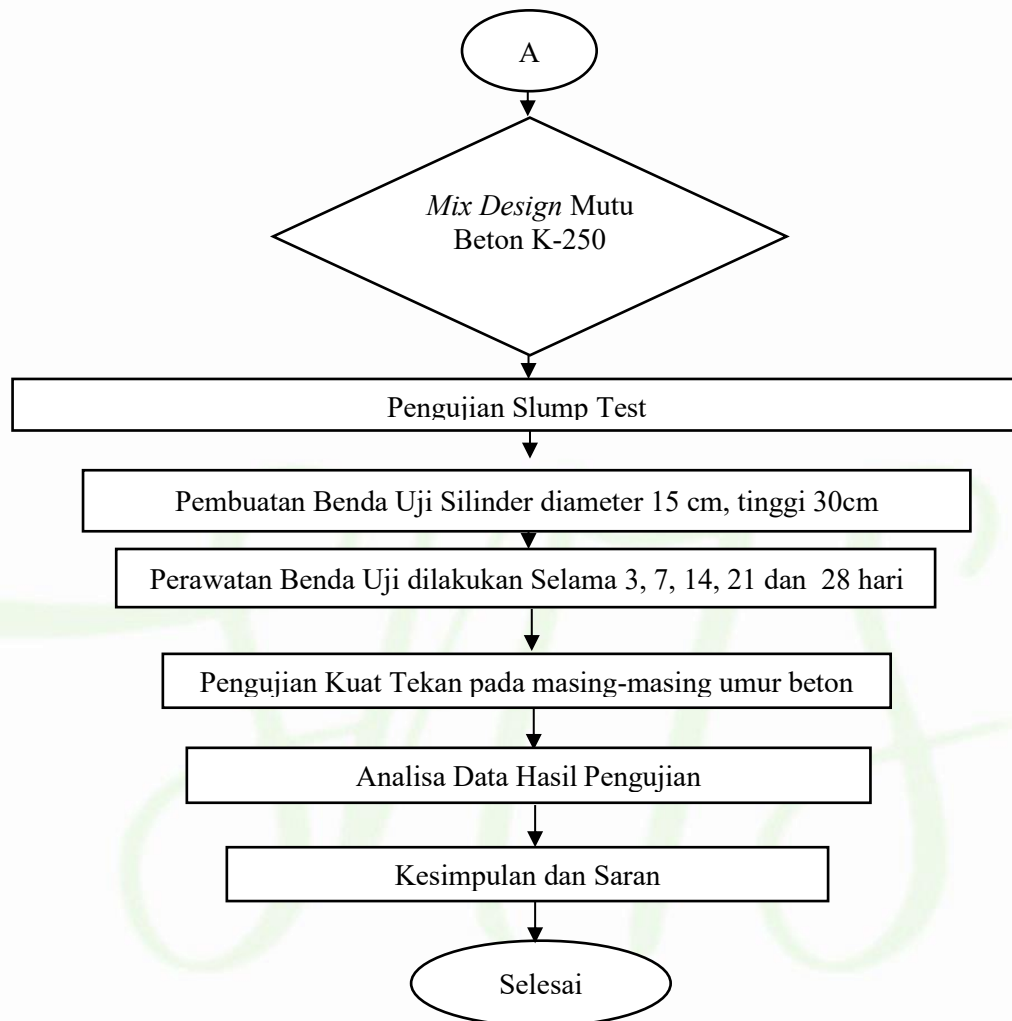 A
Mix Design Mutu
Beton K-250
Pengujian Slump Test
Pembuatan Benda Uji Silinder diameter 15 cm, tinggi 30cm
Perawatan Benda Uji dilakukan Selama 3, 7, 14, 21 dan 28 hari
Pengujian Kuat Tekan pada masing-masing umur beton
Analisa Data Hasil Pengujian
Kesimpulan dan Saran
Selesai